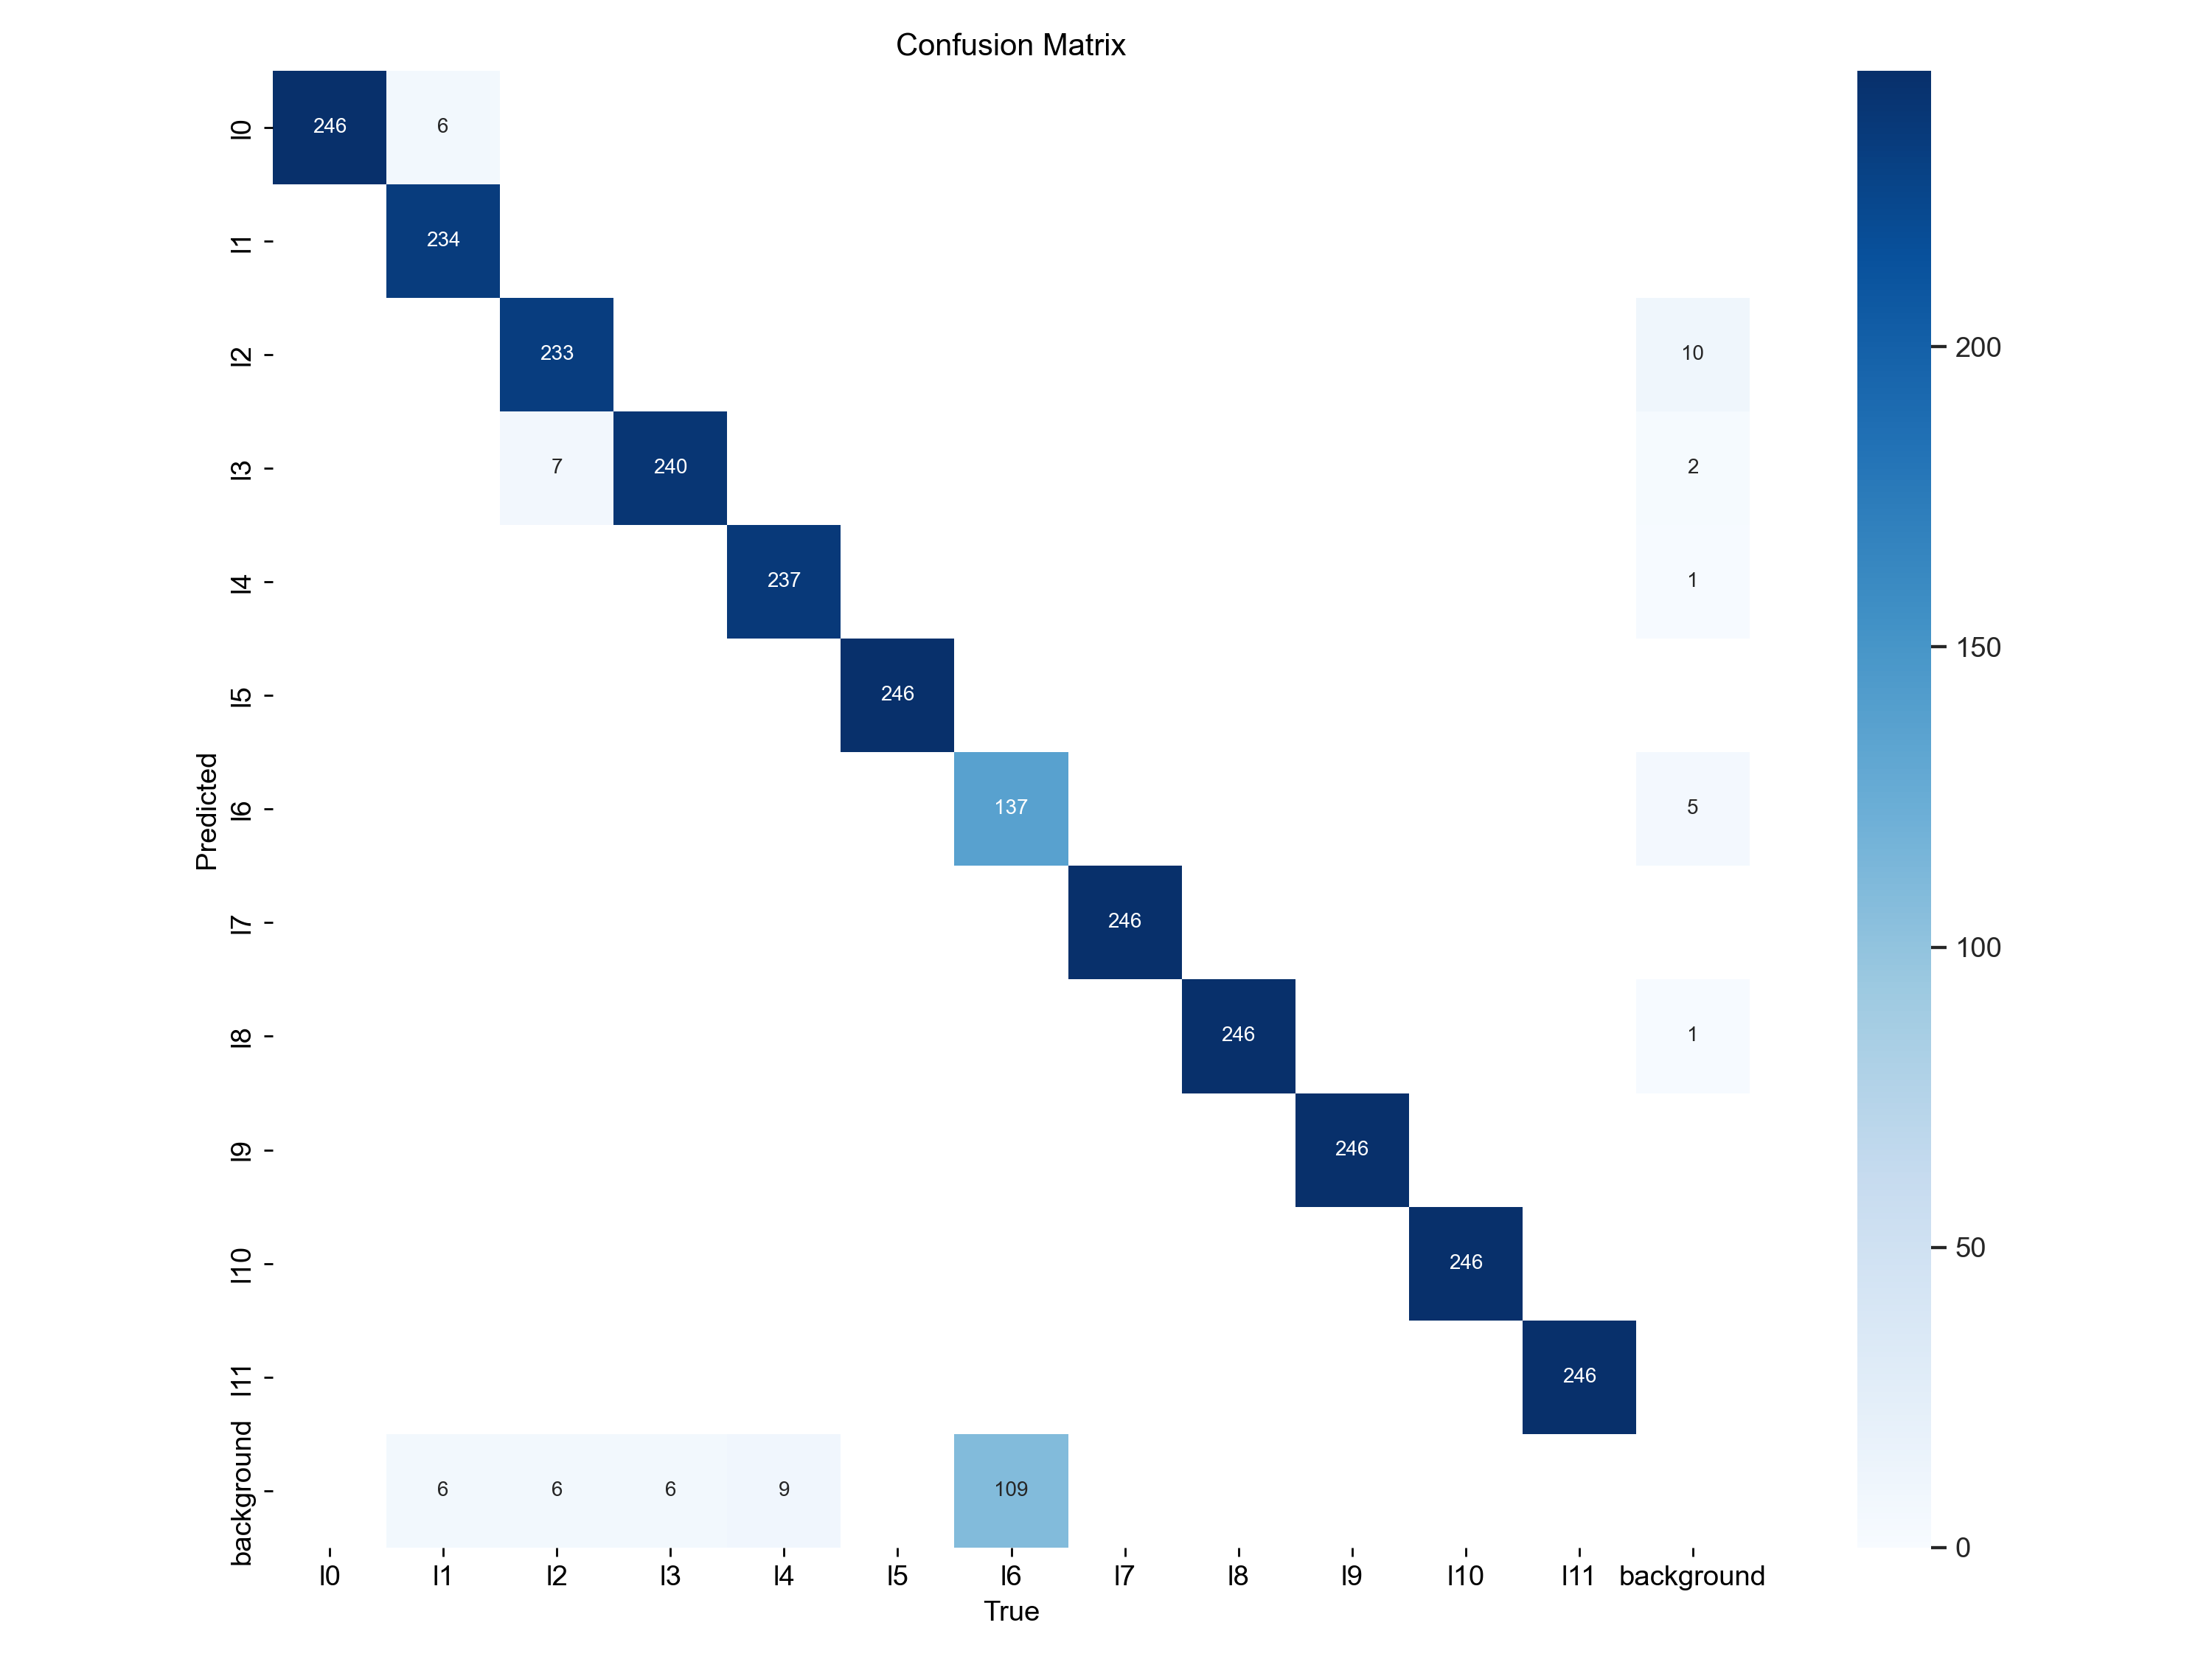 Confusion Matrix
l0 246 6
l1 234
l2 233 10
l3 7 240 2
l4 237 1
l5 246
l6 137 5
l7 246
l8 246 1
l9 246
l10 246
l11 246
background 6 6 6 9 109
l0 l1 l2 l3 l4 l5 l6 l7 l8 l9 l10 l11 background
True
Predicted
200
150
100
50
0